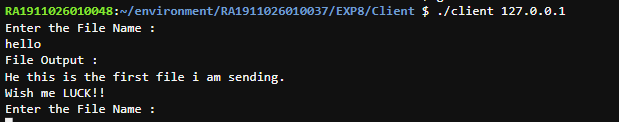 RA1911026010048:~/environment/RA1911026010037/EXP8/Client $ ./client 127.0.0.1
Enter the File Name :
hello
File Output :
He this is the first file i am sending.
Wish me LUCK!!
Enter the File Name :